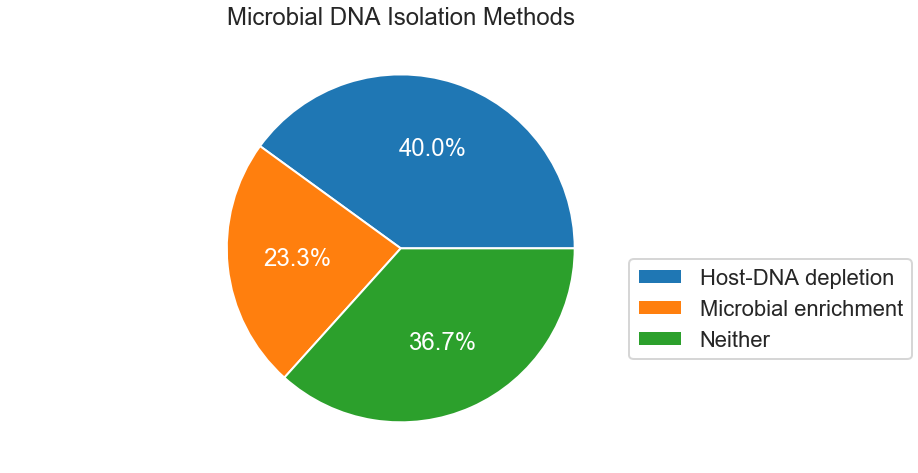 Microbial DNA Isolation Methods
40.0%
23.3%
36.7%
Host-DNA depletion
Microbial enrichment
Neither